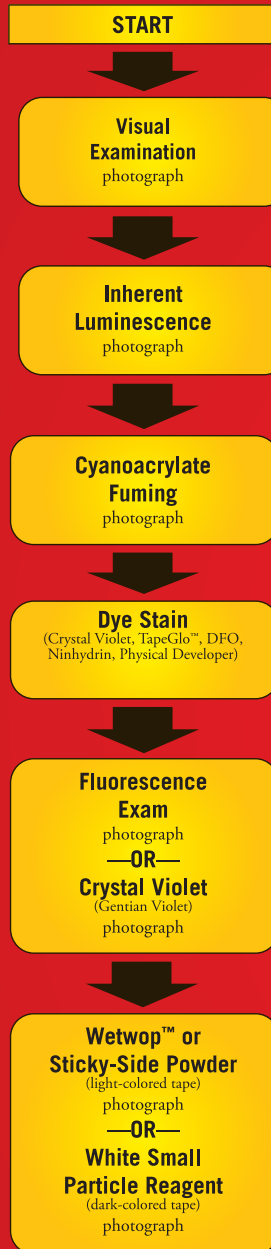 START
Visual
Examination
photograph
Inherent
Luminescence
photograph
Cyanoacrylate
Fuming
photograph
Dye Stain
(Crystal Violet, TapeGlo™, DFO,
Ninhydrin, Physical Developer)
Fluorescence
Exam
photograph
—OR—
Crystal Violet
(Gentian Violet)
photograph
Wetwop™ or
Sticky-Side Powder
(light-colored tape)
photograph
—OR—
White Small
Particle Reagent
(dark-colored tape)
photograph